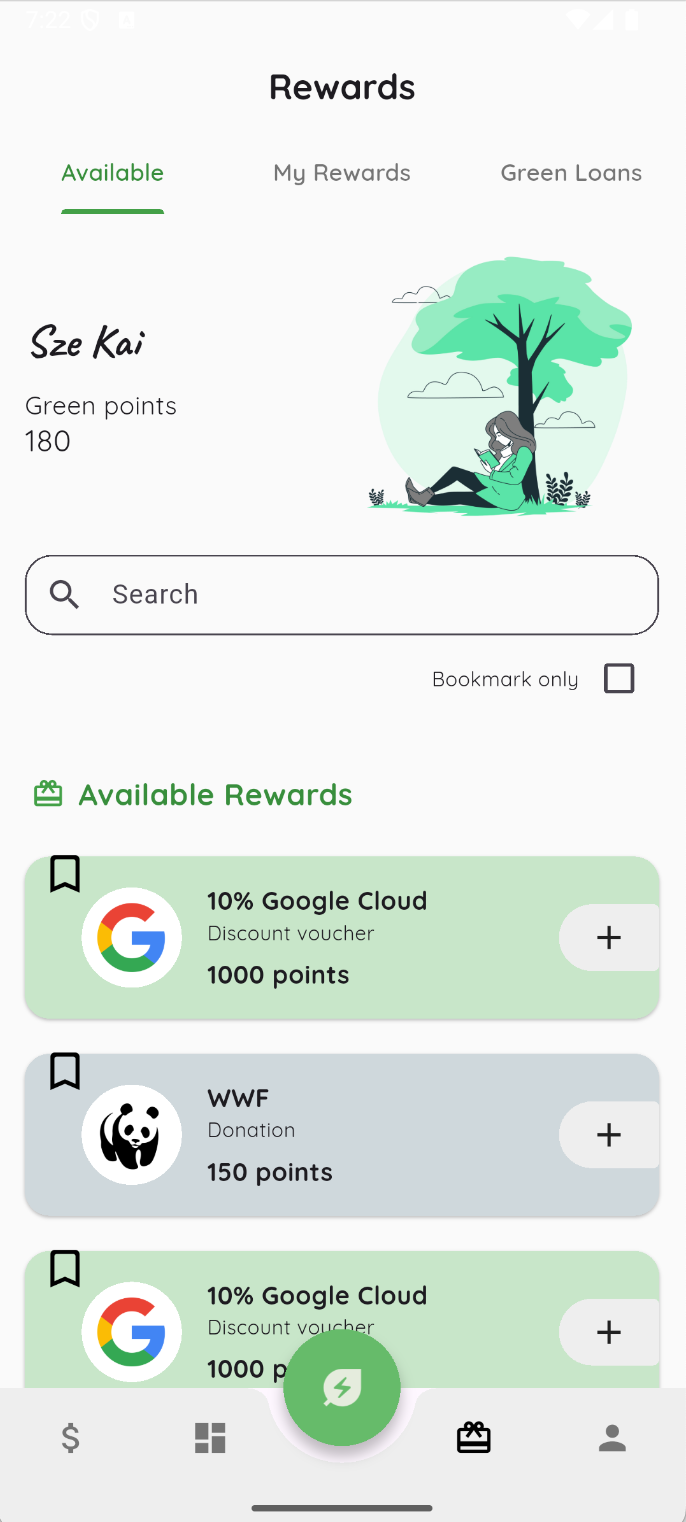 7:22
Rewards
Available
My Rewards
Green Loans
Sze Kai
Green points
180
Search
Bookmark only
Available Rewards
10% Google Cloud
Discount voucher
1000 points
WWF
Donation
150 points
10% Google Cloud
Discount voucher
1000 p